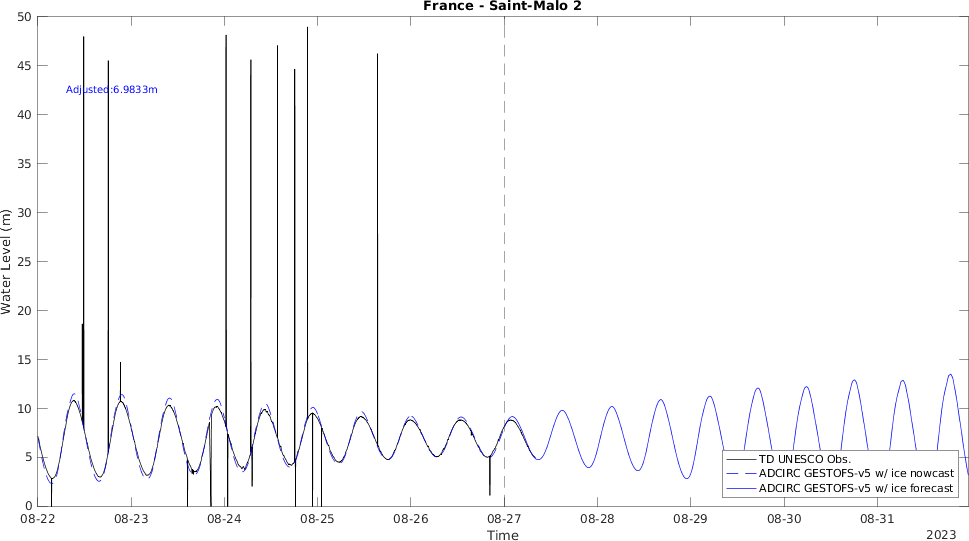 France - Saint-Malo 2
50
45
40
35
30
25
20
15
10
5
0
Water Level (m)
Adjusted:6.9833m
TD UNESCO Obs.
ADCIRC GESTOFS-v5 w/ ice nowcast
ADCIRC GESTOFS-v5 w/ ice forecast
08-22 08-23 08-24 08-25 08-26 08-27 08-28 08-29 08-30 08-31
Time
2023